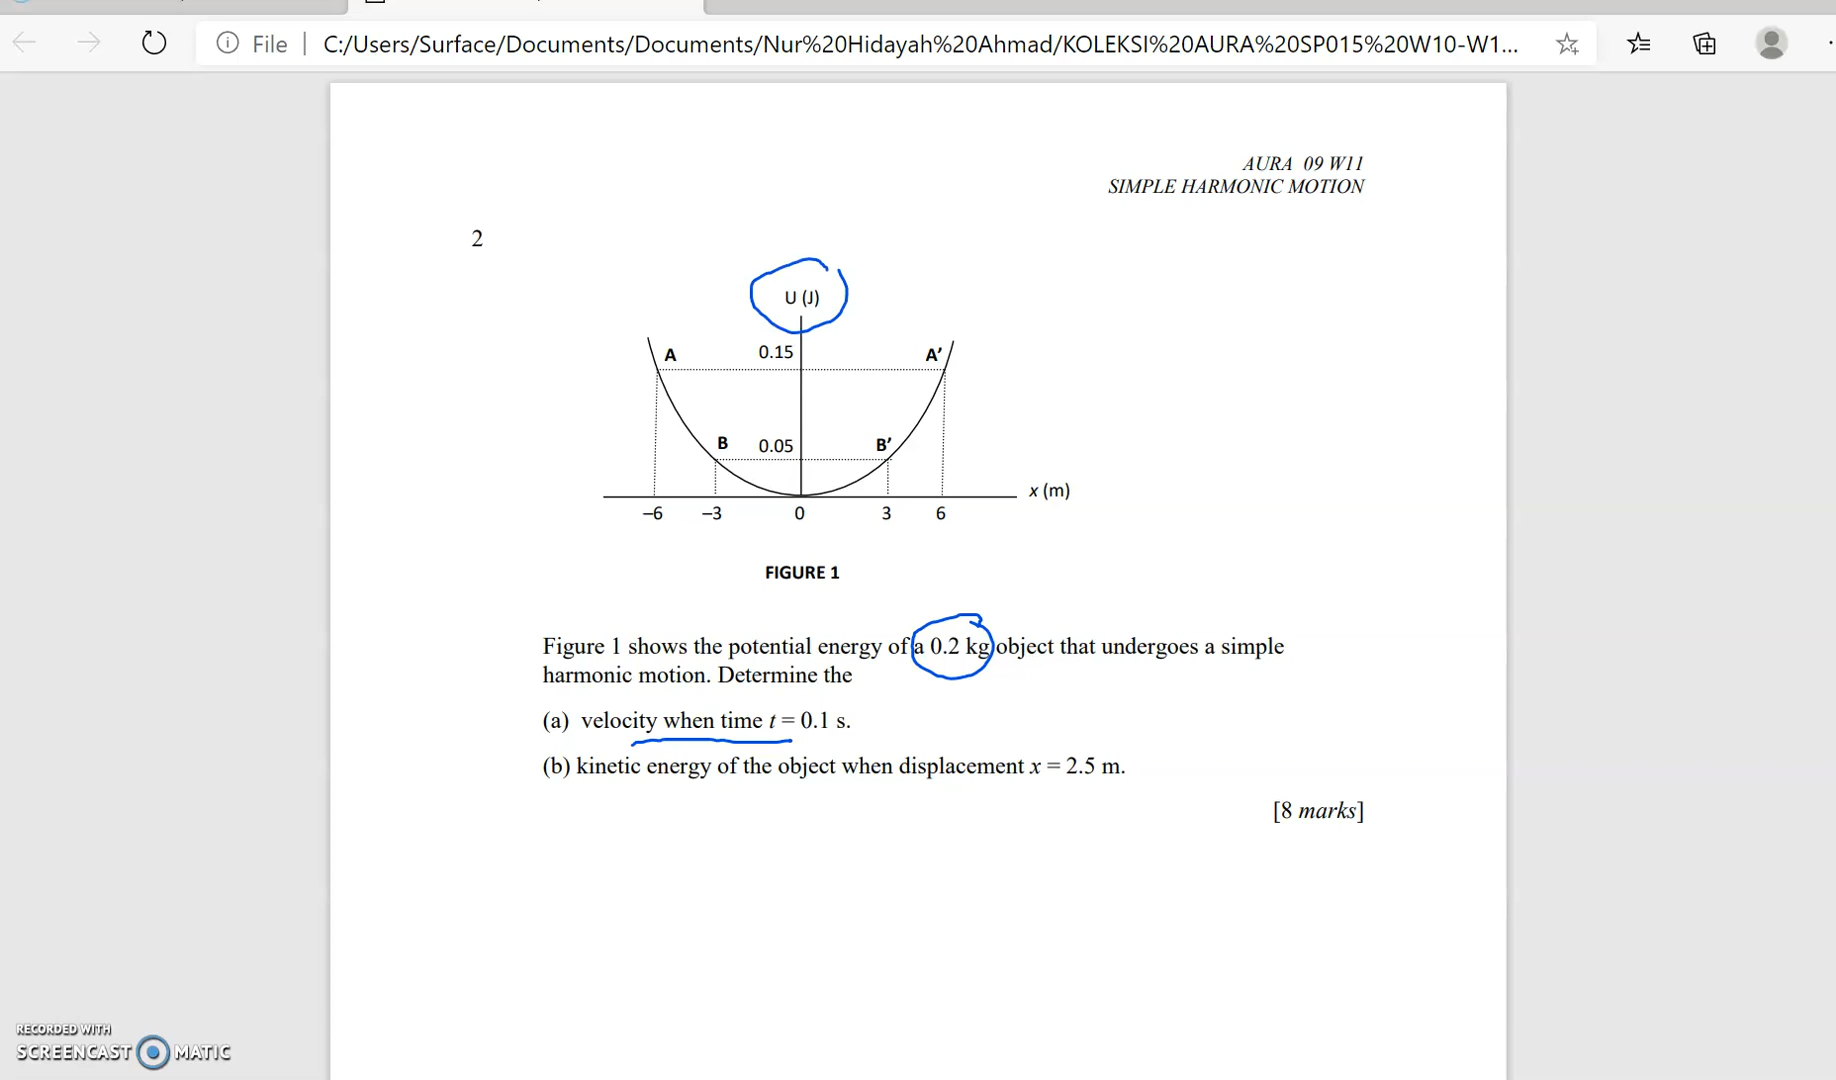 File
C:/Users/Surface/Documents/Documents/Nur%20Hidayah%20Ahmad/KOLEKSI%20AURA%20SP015%20W10-W1...
AURA 09 W11
SIMPLE HARMONIC MOTION
2
U (J)
A 0.15 A′
B 0.05 B′
x (m)
–6 –3 0 3 6
FIGURE 1
Figure 1 shows the potential energy of a 0.2 kg object that undergoes a simple
harmonic motion. Determine the
(a) velocity when time t = 0.1 s.
(b) kinetic energy of the object when displacement x = 2.5 m.
[8 marks]
RECORDED WITH
SCREENCAST MATIC